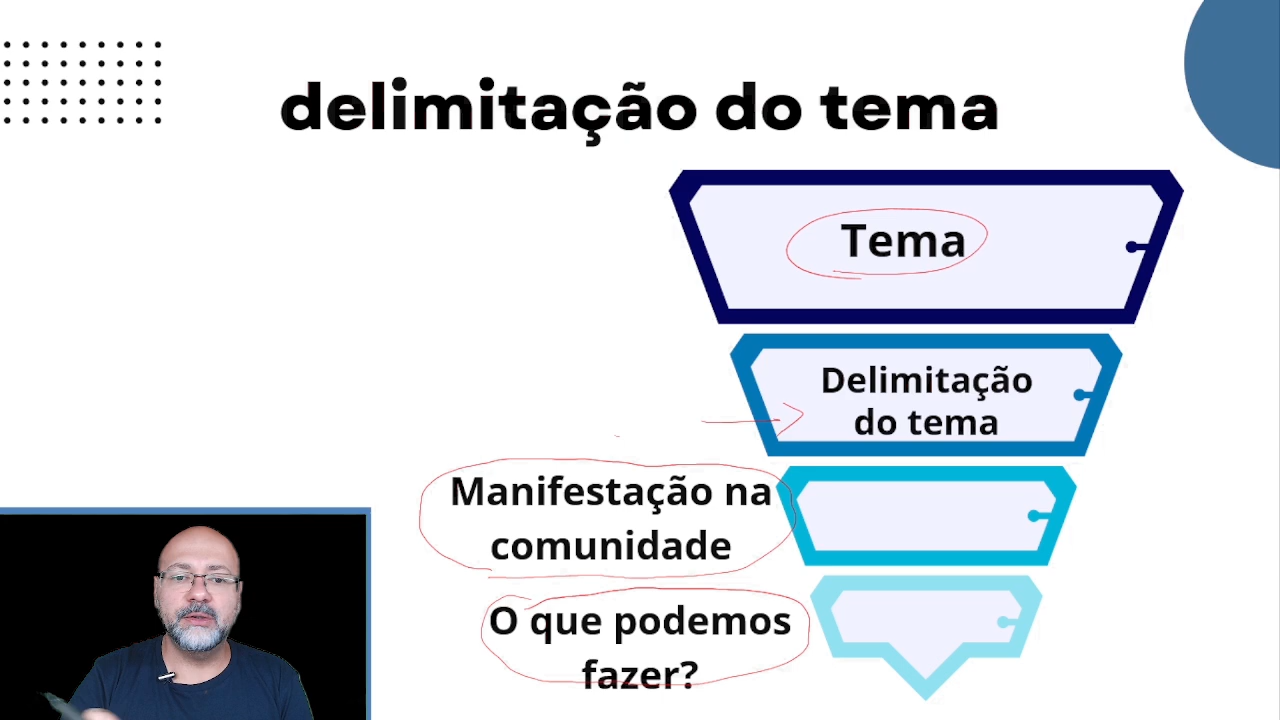 delimitação do tema
Tema
Delimitação
do tema
Manifestação na
comunidade
O que podemos
fazer?